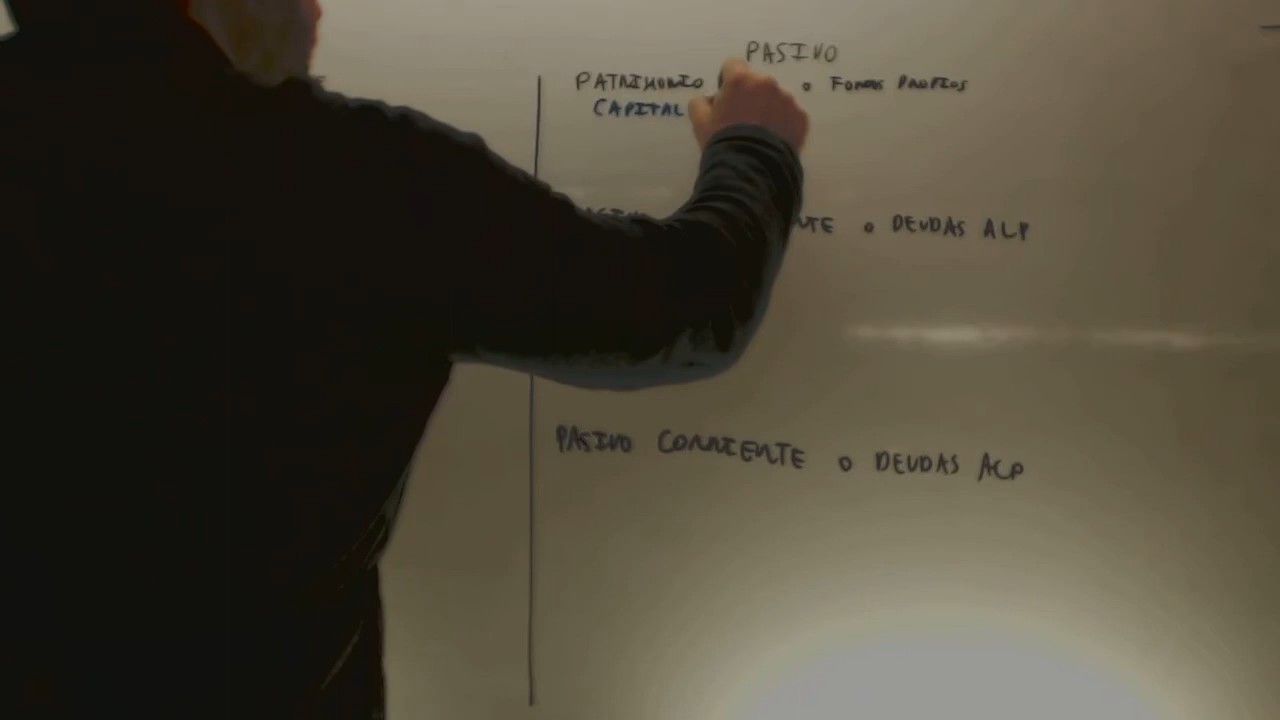 PASIVO
PATRIMONIO o FONDOS PROPIOS
CAPITAL
o DEUDAS ALP
PASIVO CORRIENTE o DEUDAS ACP